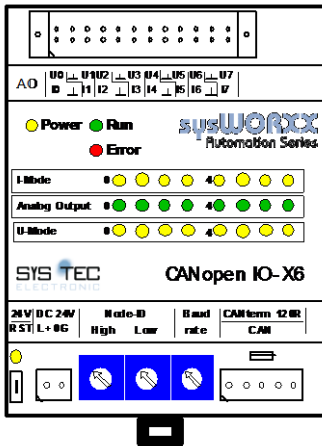 AO U0 U1 U2 U3 U4 U5 U6 U7
I0 I1 I2 I3 I4 I5 I6 I7
Power Run
Error
sysWORXX
Automation Series
I-Mode 0 4
Analog Output 0 4
U-Mode 0 4
SYS TEC
ELECTRONIC
CANopen IO-X6
24V DC 24V Node-ID Baud CANterm 120R
RST L+ 0G High Low rate CAN